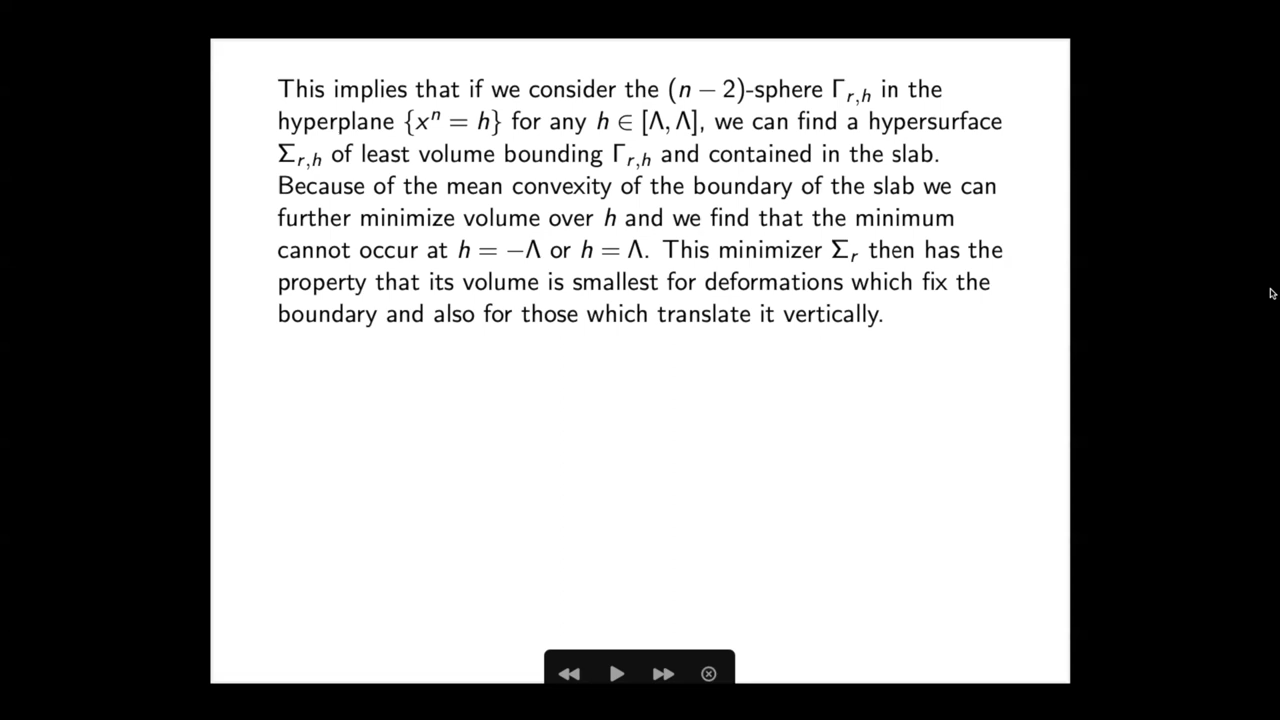 This implies that if we consider the (n − 2)-sphere Γ_{r,h} in the
hyperplane {x^n = h} for any h ∈ [Λ, Λ], we can find a hypersurface
Σ_{r,h} of least volume bounding Γ_{r,h} and contained in the slab.
Because of the mean convexity of the boundary of the slab we can
further minimize volume over h and we find that the minimum
cannot occur at h = −Λ or h = Λ. This minimizer Σ_r then has the
property that its volume is smallest for deformations which fix the
boundary and also for those which translate it vertically.